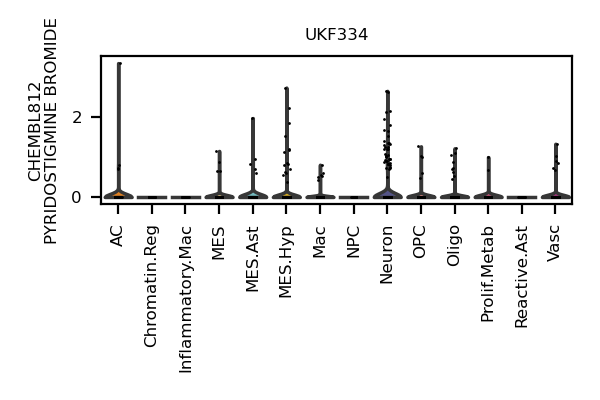 UKF334
CHEMBL812
PYRIDOSTIGMINE BROMIDE
2
0
AC
Chromatin.Reg
Inflammatory.Mac
MES
MES.Ast
MES.Hyp
Mac
NPC
Neuron
OPC
Oligo
Prolif.Metab
Reactive.Ast
Vasc